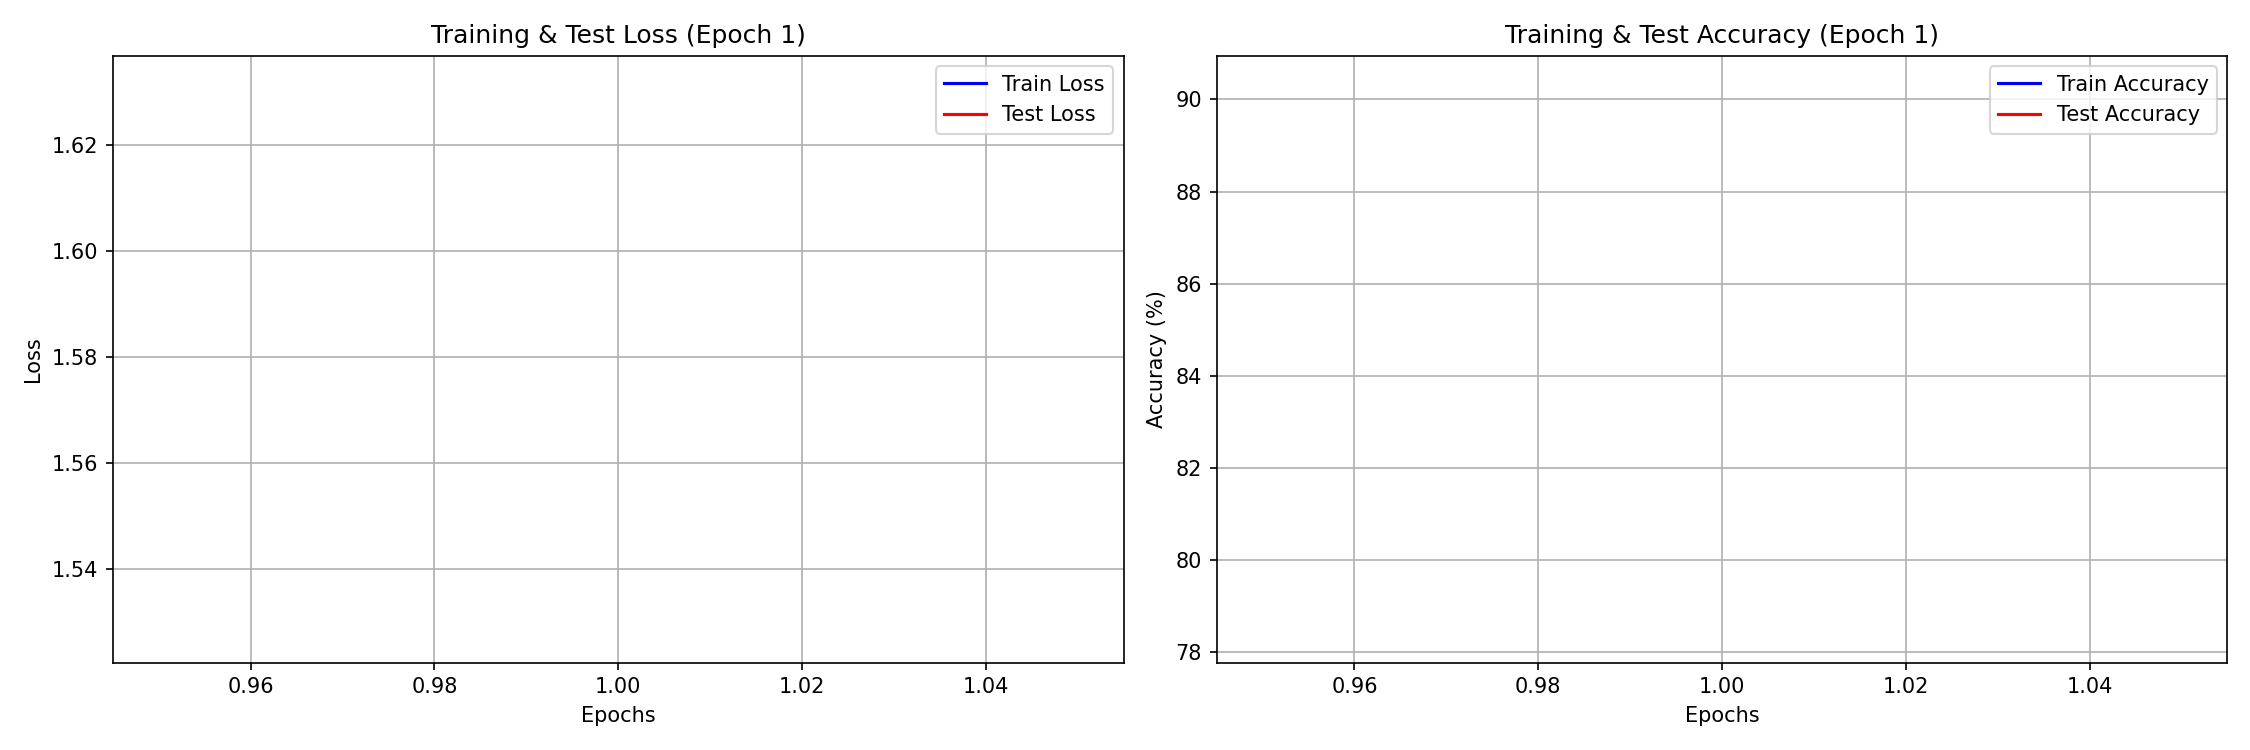 Training & Test Loss (Epoch 1)
Train Loss
Test Loss
1.62
1.60
1.58
1.56
1.54
Loss
0.96
0.98
1.00
1.02
1.04
Epochs
Training & Test Accuracy (Epoch 1)
Train Accuracy
Test Accuracy
90
88
86
84
82
80
78
Accuracy (%)
0.96
0.98
1.00
1.02
1.04
Epochs